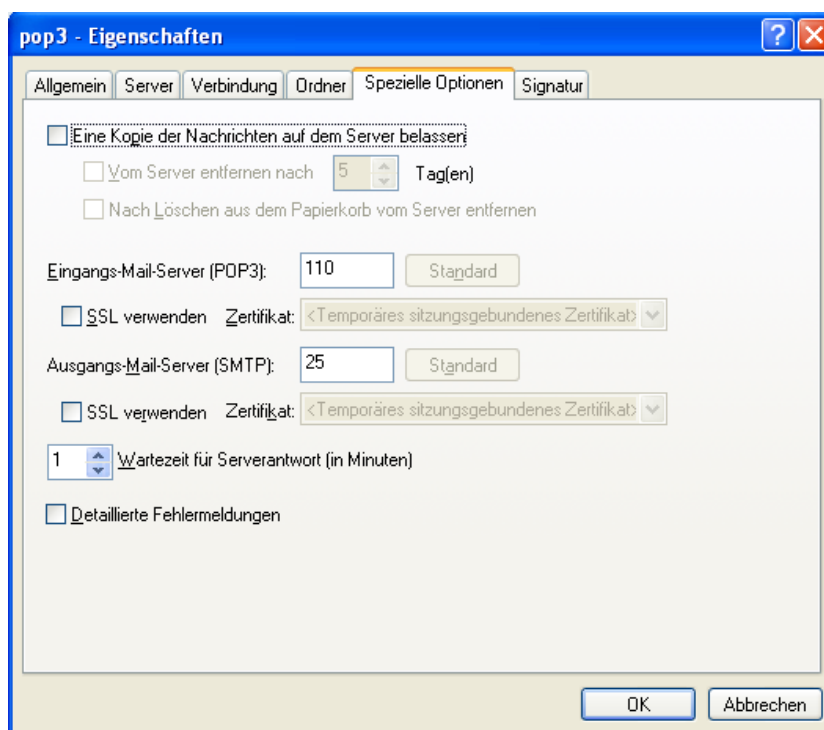 pop3 - Eigenschaften
Allgemein Server Verbindung Ordner Spezielle Optionen Signatur
Eine Kopie der Nachrichten auf dem Server belassen
Vom Server entfernen nach 5 Tag(en)
Nach Löschen aus dem Papierkorb vom Server entfernen
Eingangs-Mail-Server (POP3): 110 Standard
SSL verwenden Zertifikat: <Temporäres sitzungsgebundenes Zertifikat>
Ausgangs-Mail-Server (SMTP): 25 Standard
SSL verwenden Zertifikat: <Temporäres sitzungsgebundenes Zertifikat>
1 Wartezeit für Serverantwort (in Minuten)
Detaillierte Fehlermeldungen
OK Abbrechen